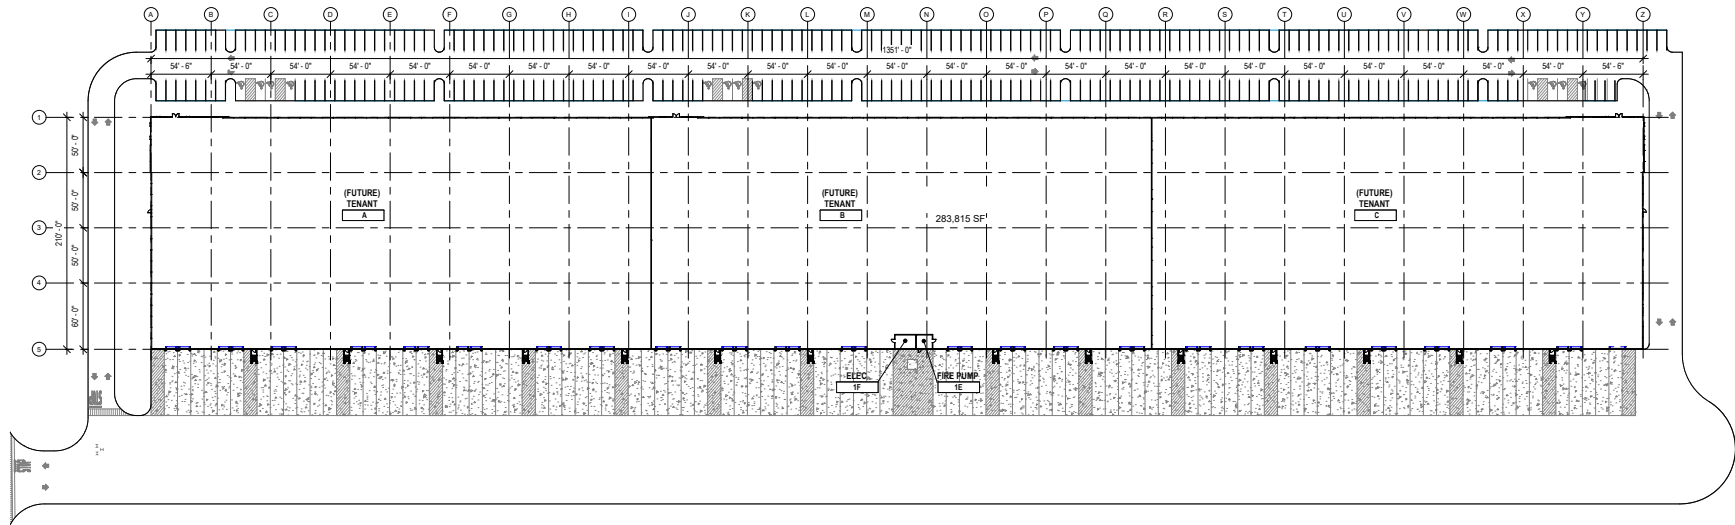 A B C D E F G H I J K L M N O P Q R S T U V W X Y Z
1351' - 0"
54' - 6" 54' - 0" 54' - 0" 54' - 0" 54' - 0" 54' - 0" 54' - 0" 54' - 0" 54' - 0" 54' - 0" 54' - 0" 54' - 0" 54' - 0" 54' - 0" 54' - 0" 54' - 0" 54' - 0" 54' - 0" 54' - 0" 54' - 0" 54' - 0" 54' - 0" 54' - 0" 54' - 0" 54' - 6"
1
50' - 0"
2
50' - 0"
3
210' - 0"
50' - 0"
4
60' - 0"
5
(FUTURE)
TENANT
A
(FUTURE)
TENANT
B
283,815 SF
(FUTURE)
TENANT
C
ELEC.
1F
FIRE PUMP
1E